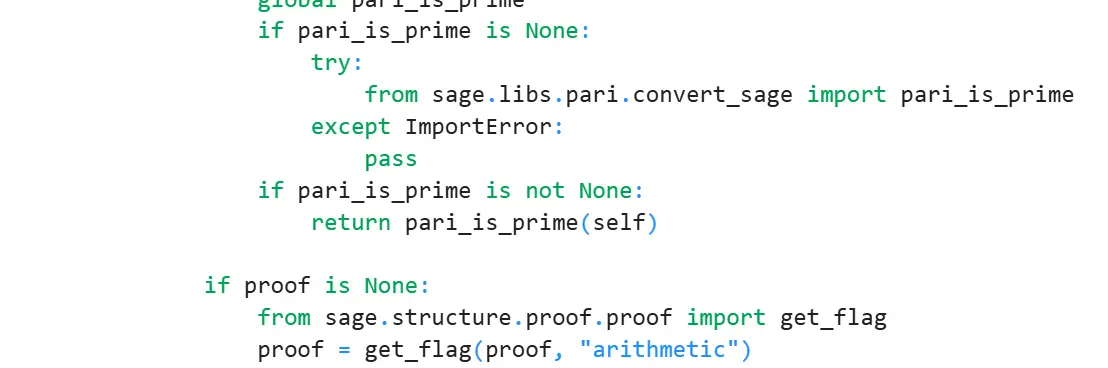 global pari_is_prime
if pari_is_prime is None:
try:
from sage.libs.pari.convert_sage import pari_is_prime
except ImportError:
pass
if pari_is_prime is not None:
return pari_is_prime(self)
if proof is None:
from sage.structure.proof.proof import get_flag
proof = get_flag(proof, "arithmetic")